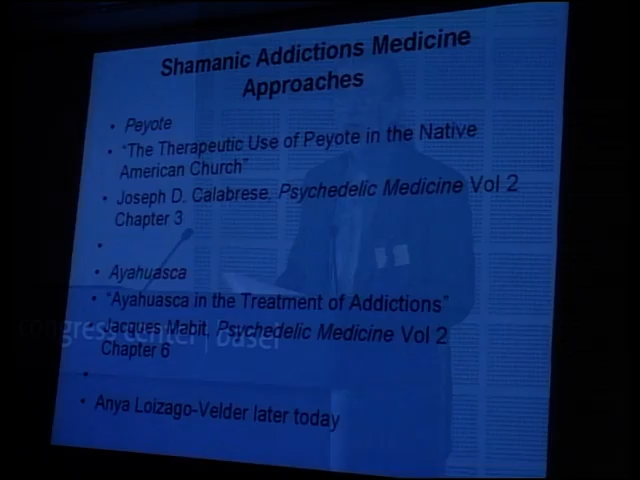 Shamanic Addictions Medicine
Approaches
• Peyote
• "The Therapeutic Use of Peyote in the Native
American Church"
• Joseph D. Calabrese, Psychedelic Medicine Vol 2
Chapter 3
•
• Ayahuasca
• "Ayahuasca in the Treatment of Addictions"
• Jacques Mabit, Psychedelic Medicine Vol 2
Chapter 6
congress center | basel
•
• Anya Loizago-Velder later today